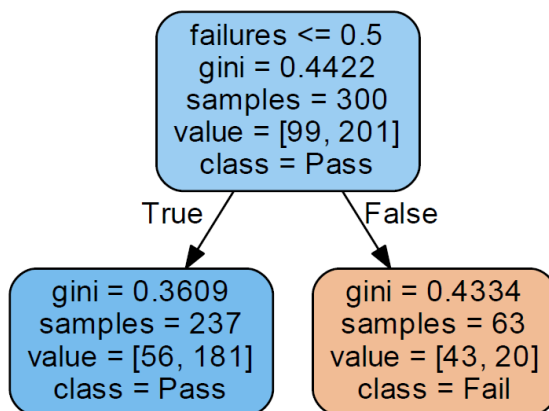 failures <= 0.5
gini = 0.4422
samples = 300
value = [99, 201]
class = Pass
True
False
gini = 0.3609
samples = 237
value = [56, 181]
class = Pass
gini = 0.4334
samples = 63
value = [43, 20]
class = Fail